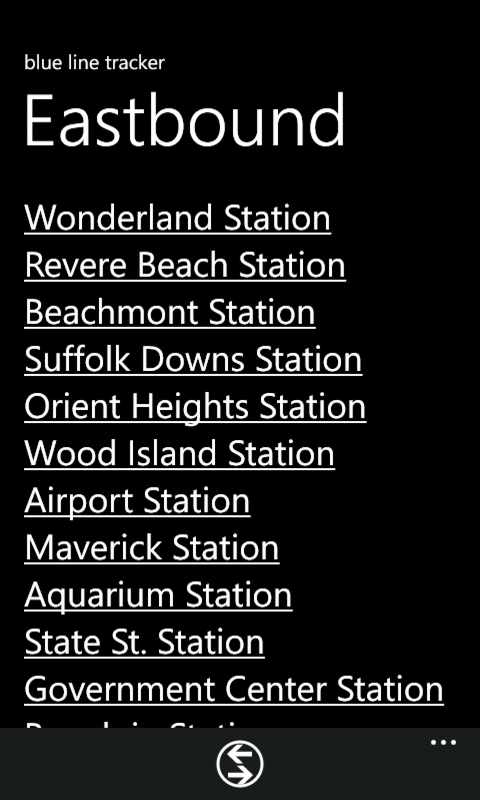 blue line tracker
Eastbound
Wonderland Station
Revere Beach Station
Beachmont Station
Suffolk Downs Station
Orient Heights Station
Wood Island Station
Airport Station
Maverick Station
Aquarium Station
State St. Station
Government Center Station